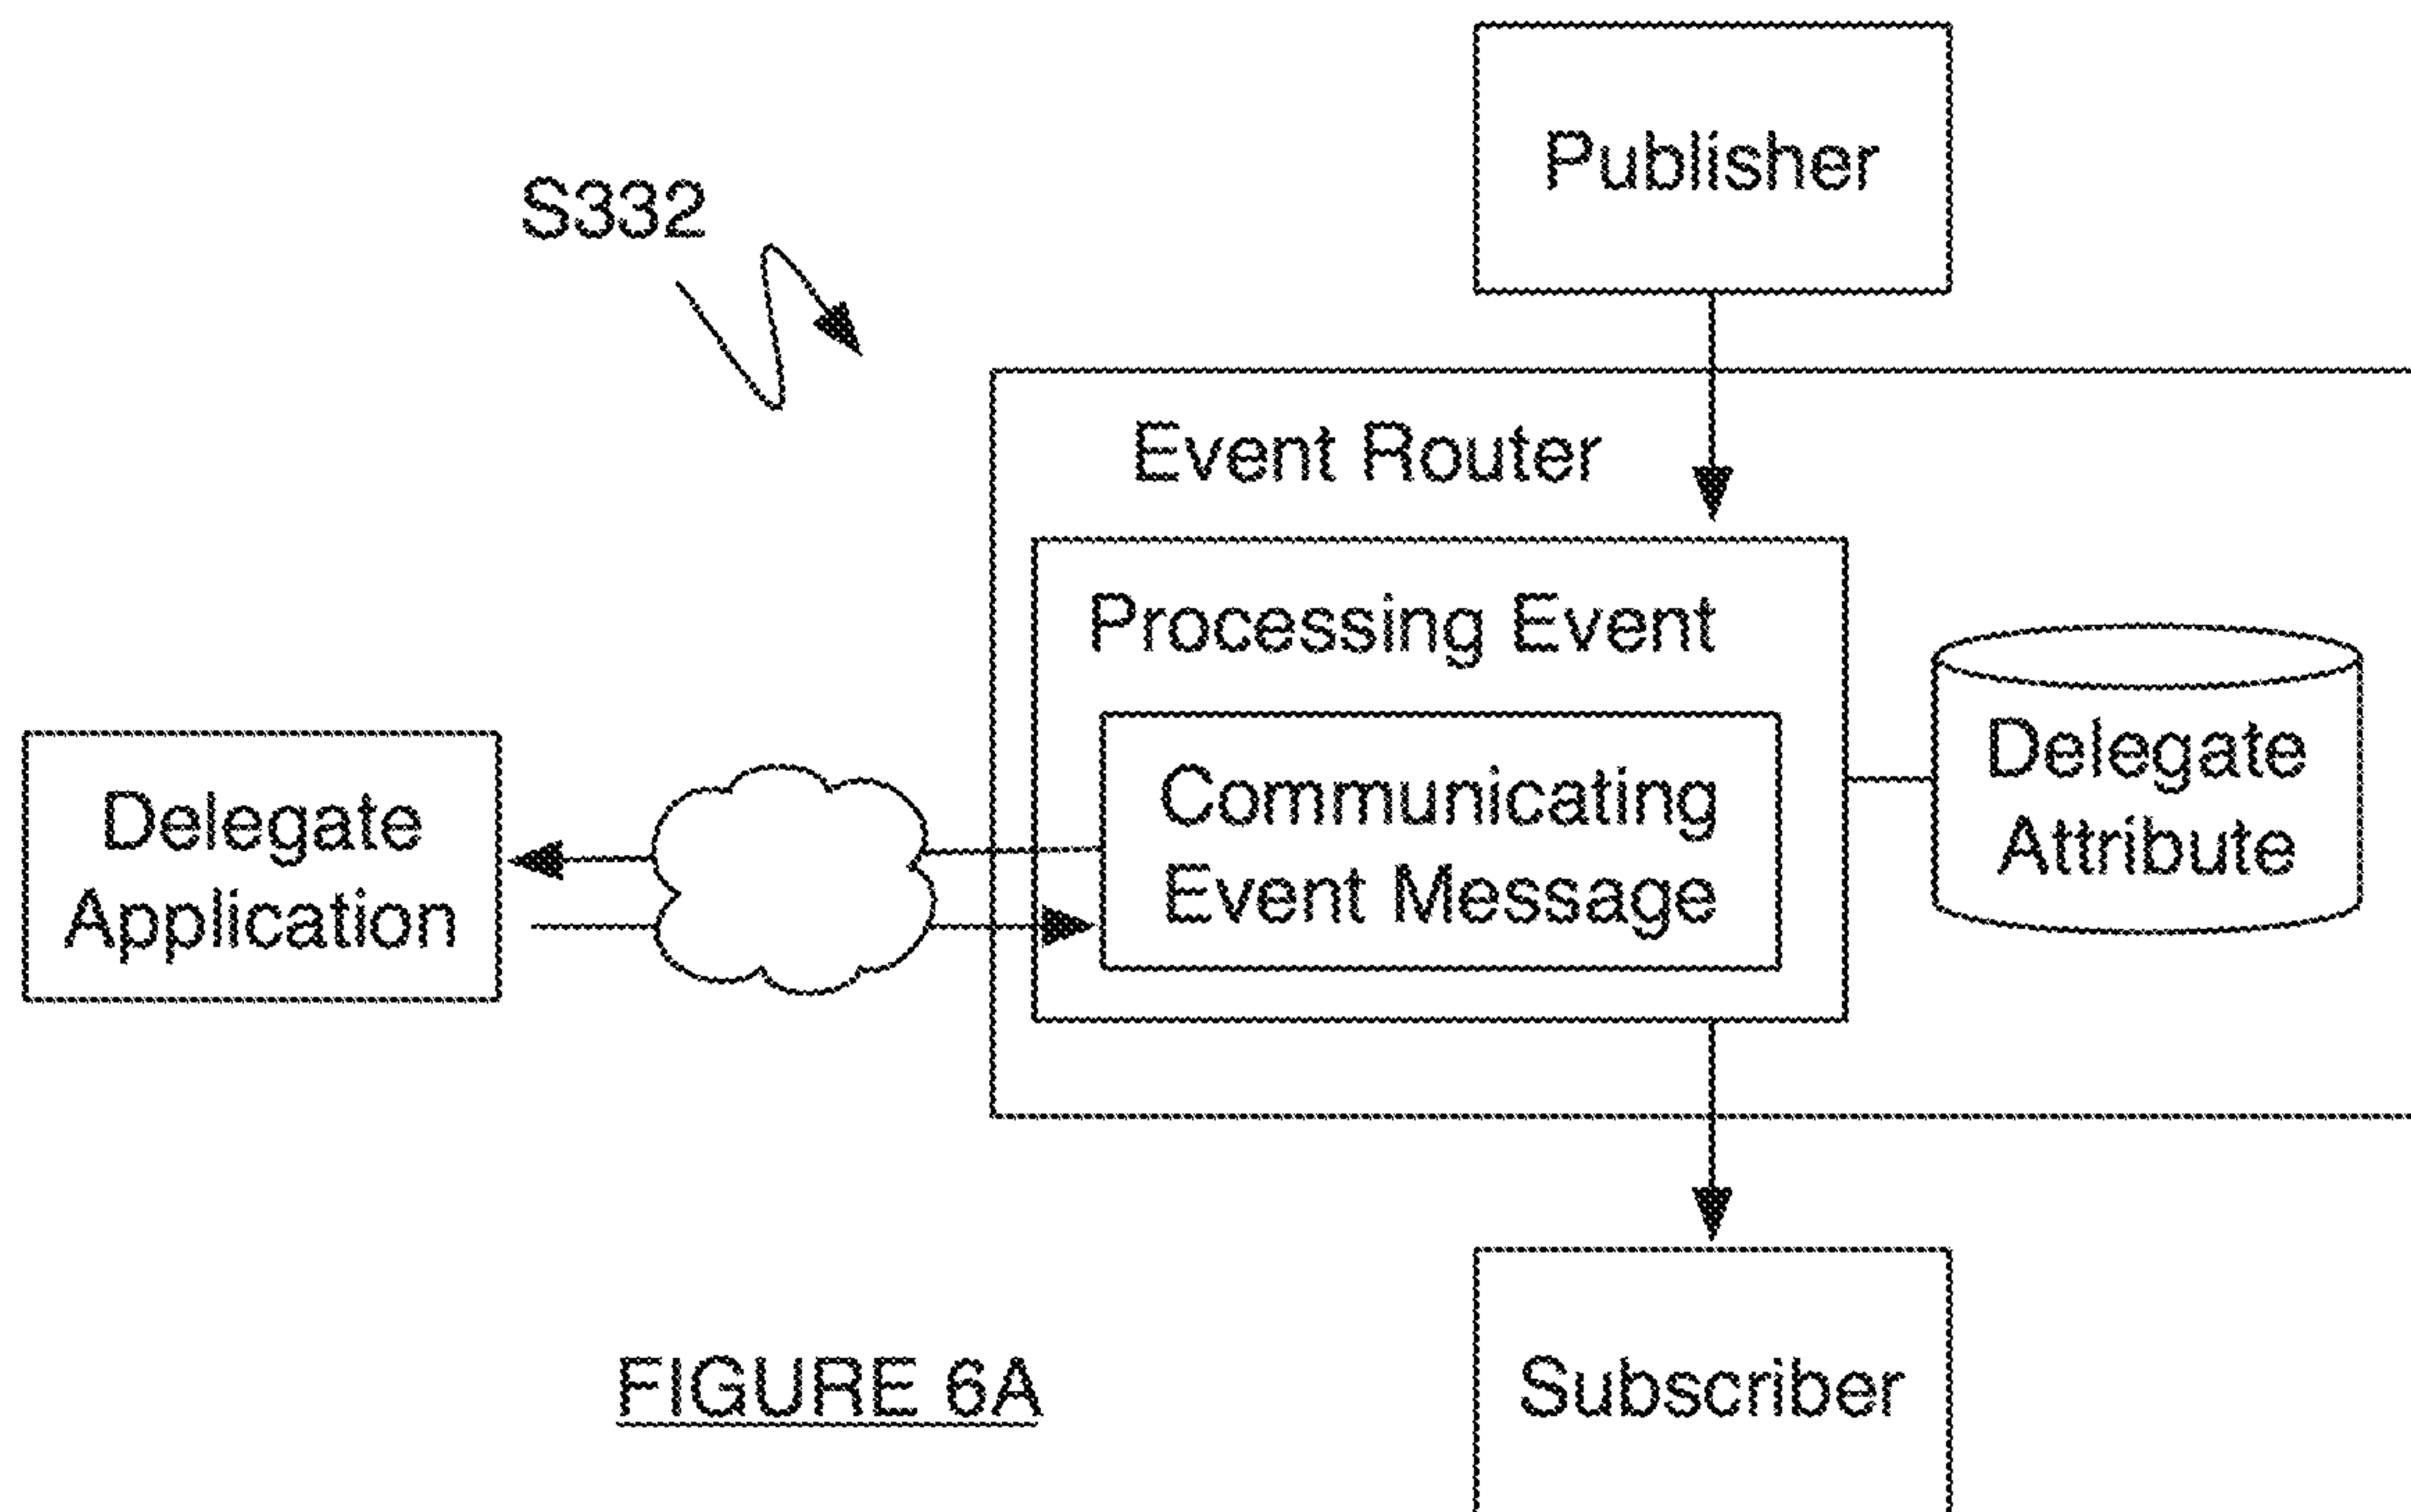 Publisher
S332
Event Router
Processing Event
Communicating
Event Message
Delegate
Attribute
Delegate
Application
Subscriber
FIGURE 6A